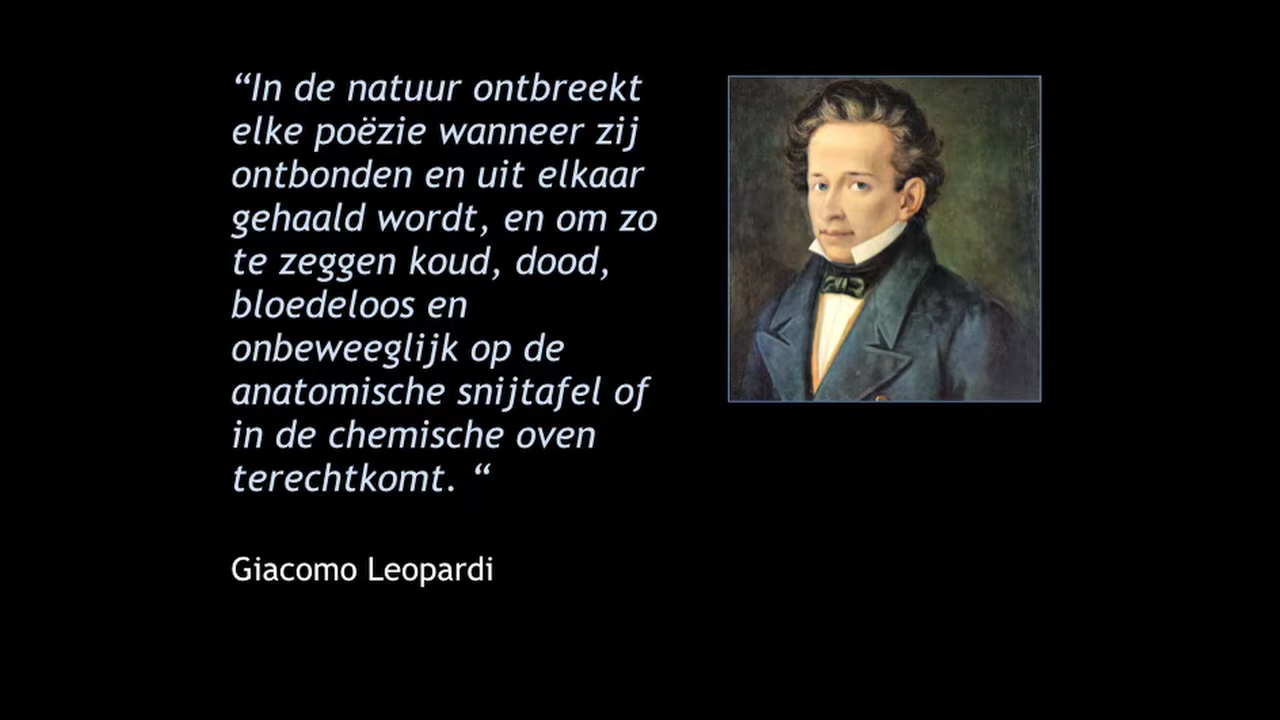 “In de natuur ontbreekt
elke poëzie wanneer zij
ontbonden en uit elkaar
gehaald wordt, en om zo
te zeggen koud, dood,
bloedeloos en
onbeweeglijk op de
anatomische snijtafel of
in de chemische oven
terechtkomt. “
Giacomo Leopardi